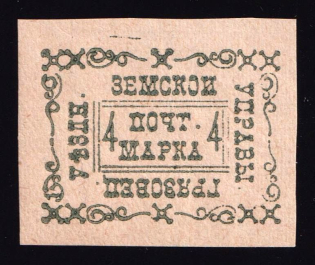 ЗЕМСКОЙ
УПРАВЫ.
ГРЯЗОВЕЦ.
УѢЗДН.
4 ПОЧТ. 4
МАРКА